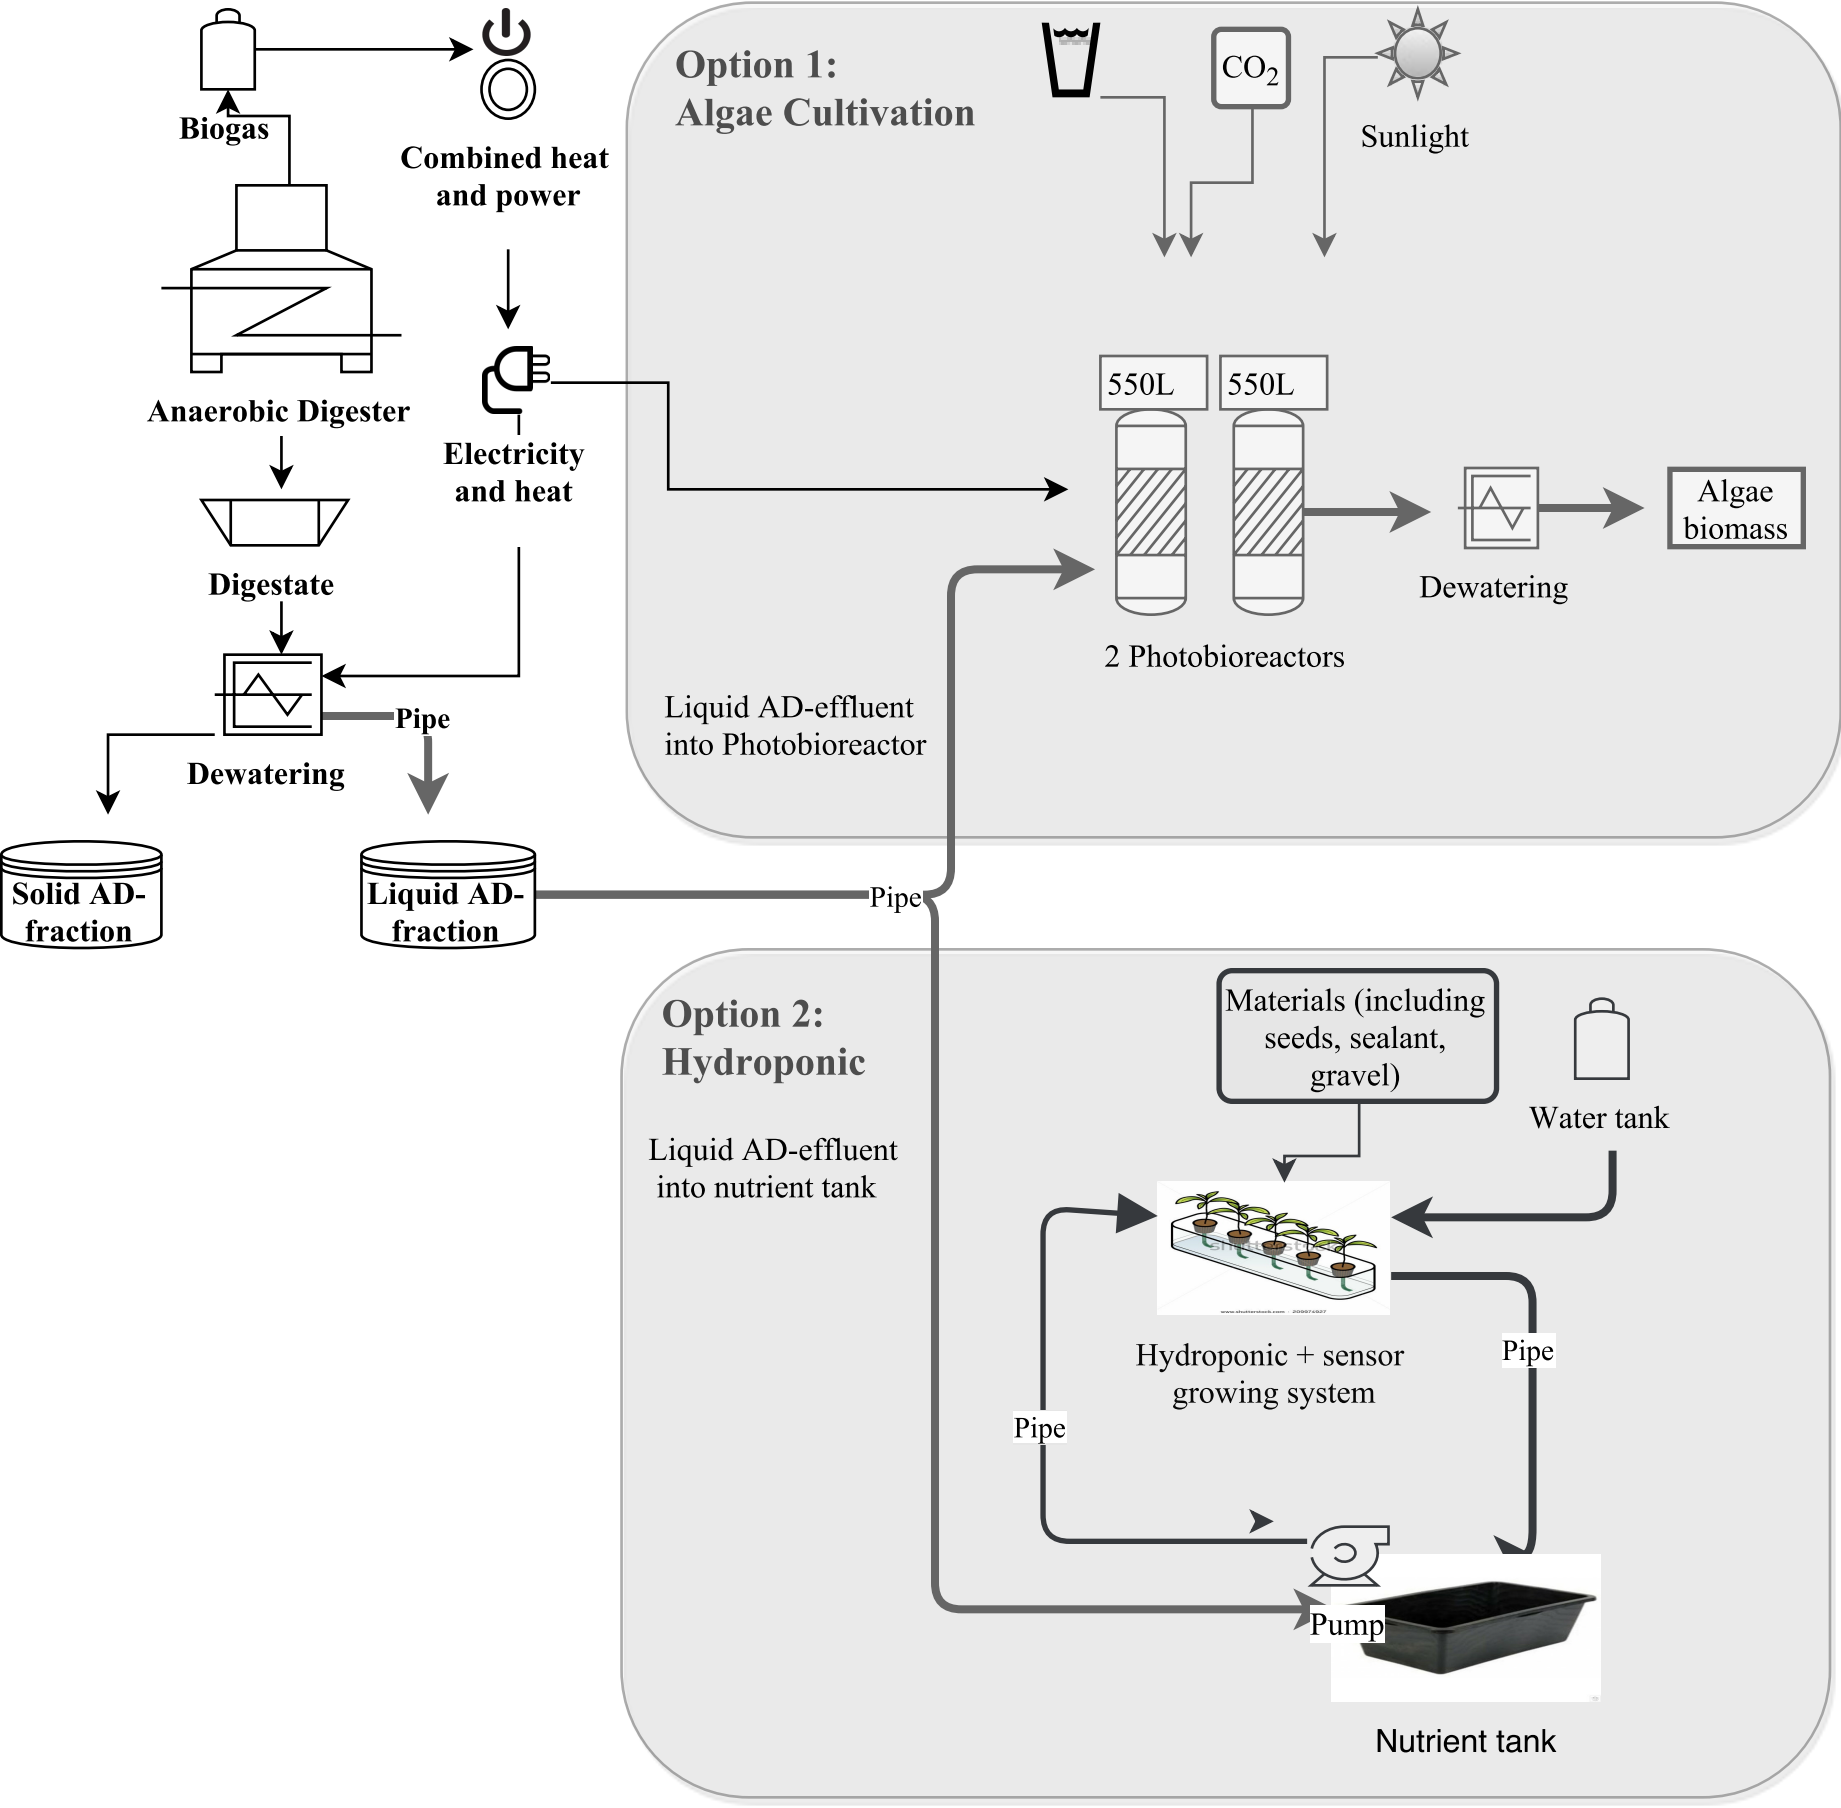 Biogas
Combined heat
and power
Anaerobic Digester
Electricity
and heat
Digestate
Pipe
Dewatering
Solid AD-
fraction
Liquid AD-
fraction
Pipe
Option 1:
Algae Cultivation
CO2
Sunlight
550L
550L
2 Photobioreactors
Dewatering
Algae
biomass
Liquid AD-effluent
into Photobioreactor
Option 2:
Hydroponic
Liquid AD-effluent
into nutrient tank
Materials (including
seeds, sealant,
gravel)
Water tank
shutterstock
Hydroponic + sensor
growing system
Pipe
Pipe
Pump
Nutrient tank